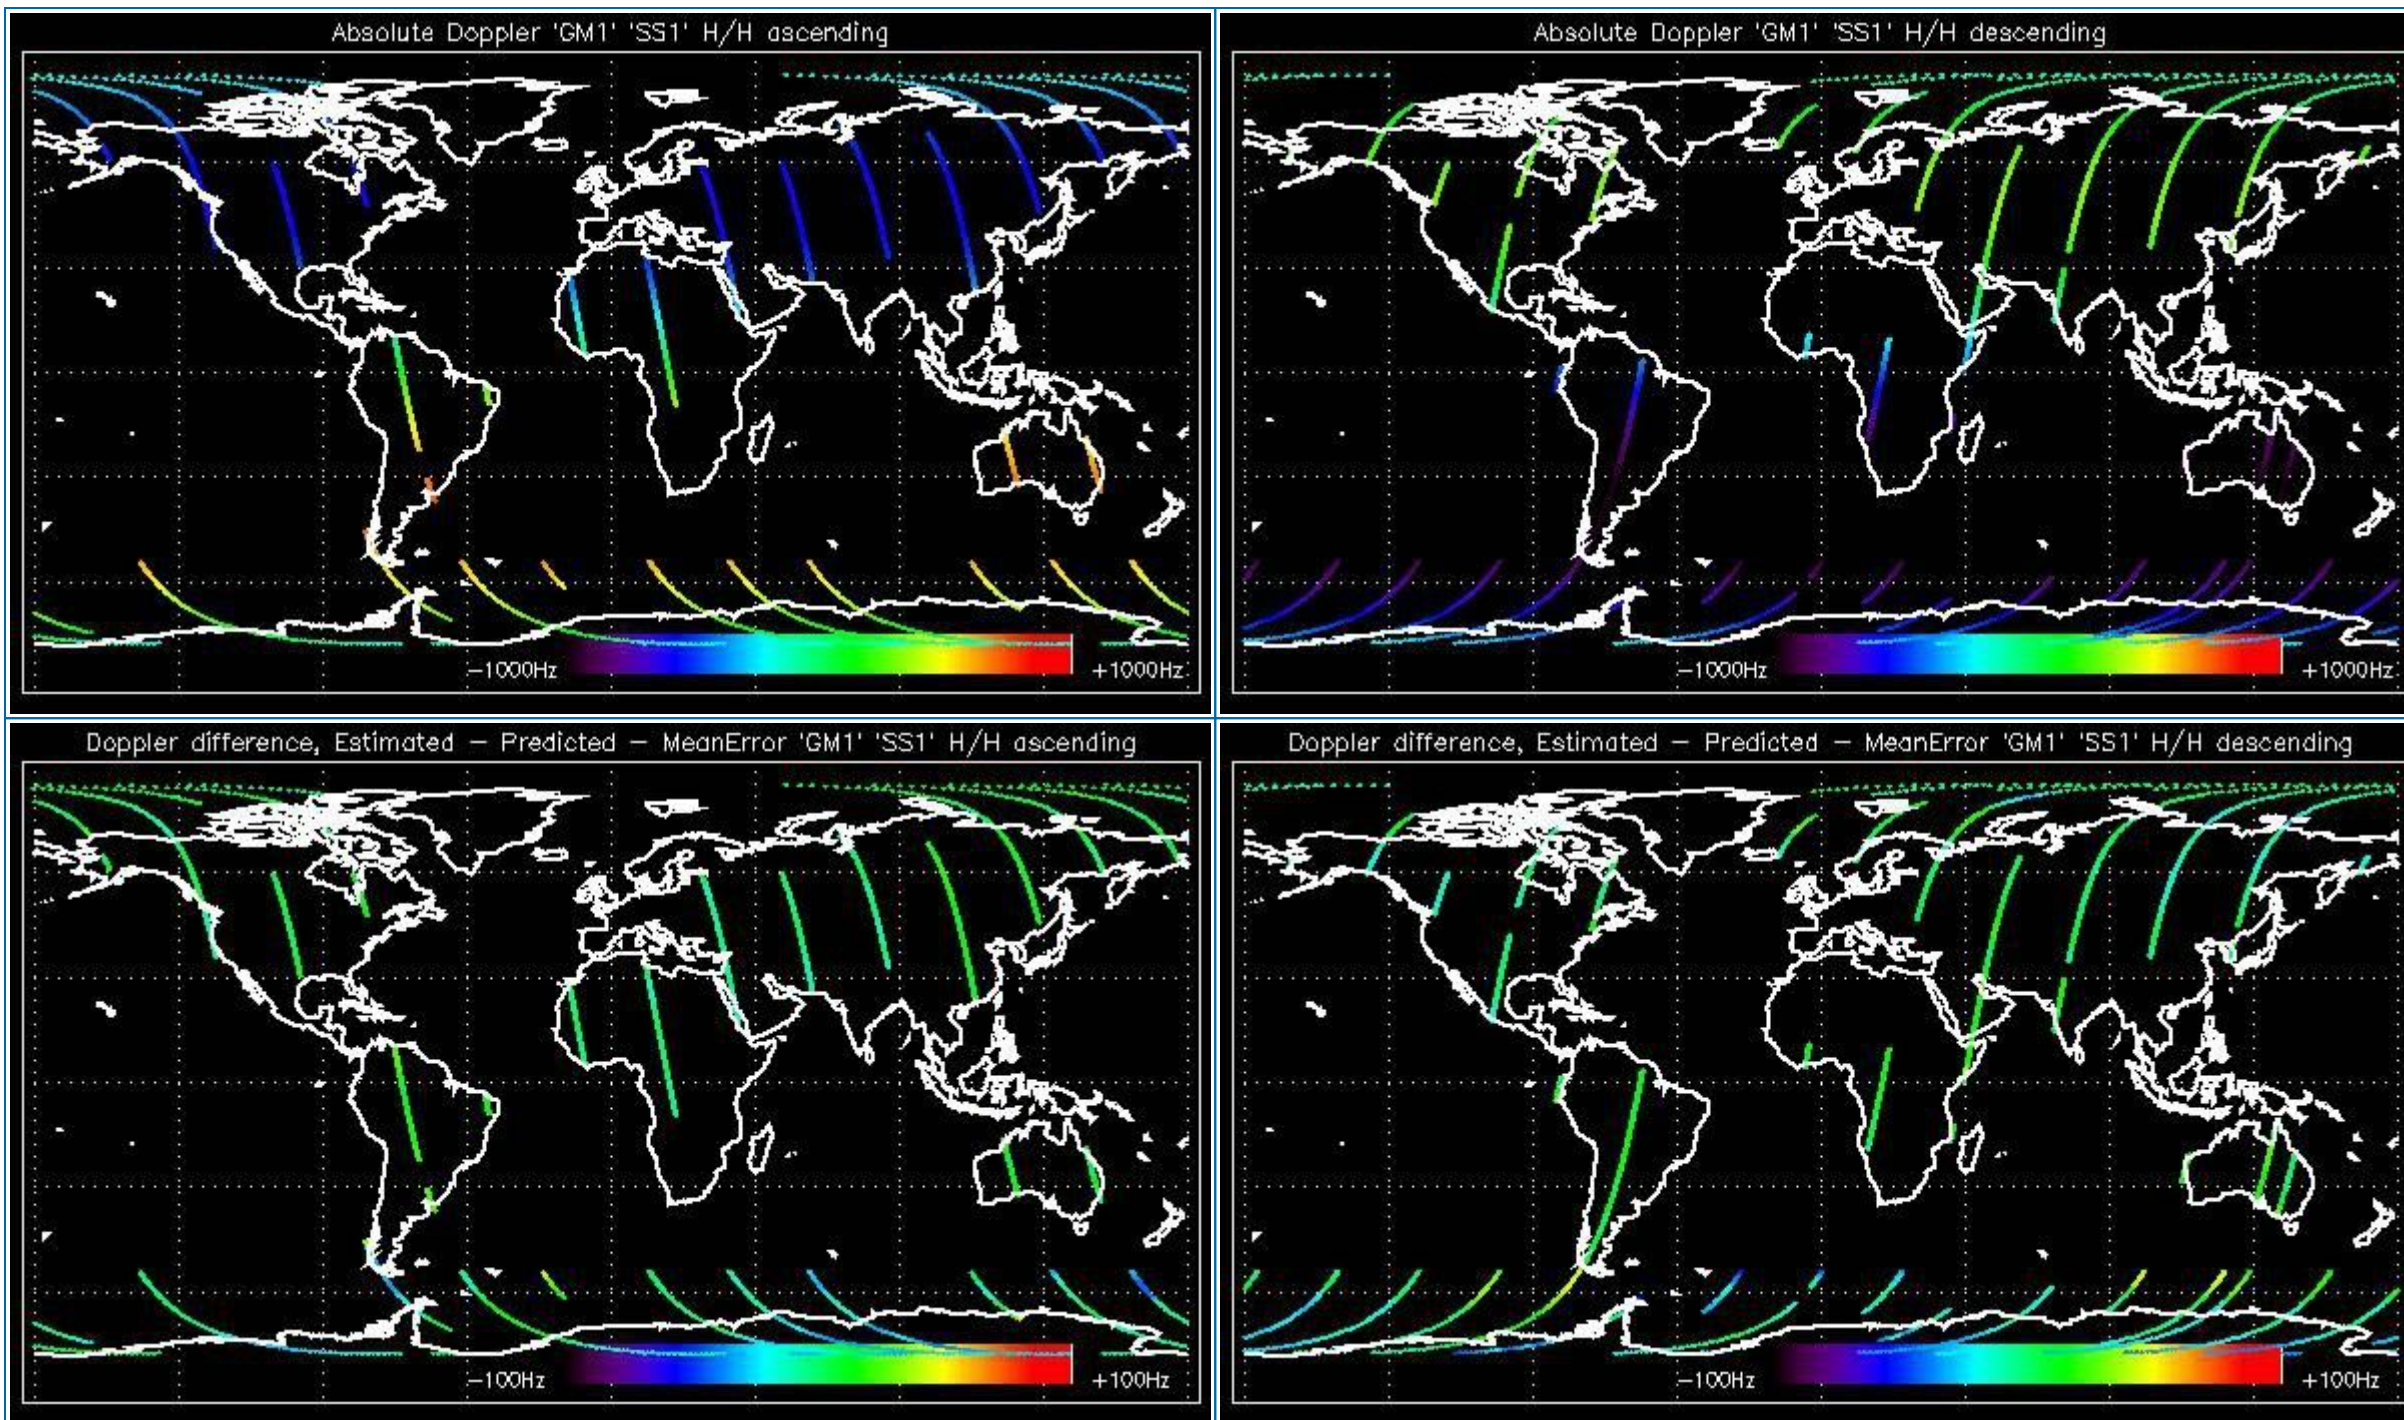 Absolute Doppler 'GM1' 'SS1' H/H ascending
-1000Hz
+1000Hz
Absolute Doppler 'GM1' 'SS1' H/H descending
-1000Hz
+1000Hz
Doppler difference, Estimated - Predicted - MeanError 'GM1' 'SS1' H/H ascending
-100Hz
+100Hz
Doppler difference, Estimated - Predicted - MeanError 'GM1' 'SS1' H/H descending
-100Hz
+100Hz